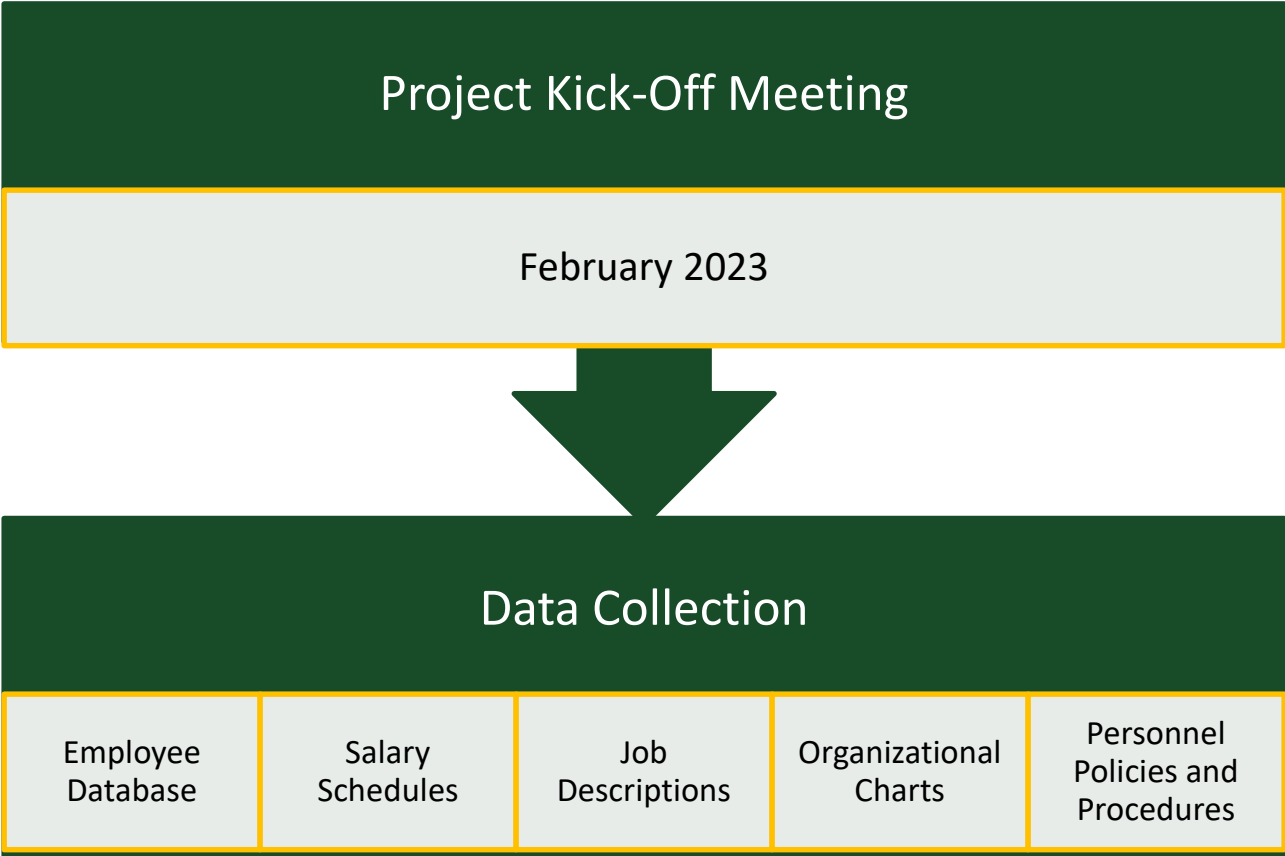 Project Kick-Off Meeting
February 2023
Data Collection
Employee
Database
Salary
Schedules
Job
Descriptions
Organizational
Charts
Personnel
Policies and
Procedures